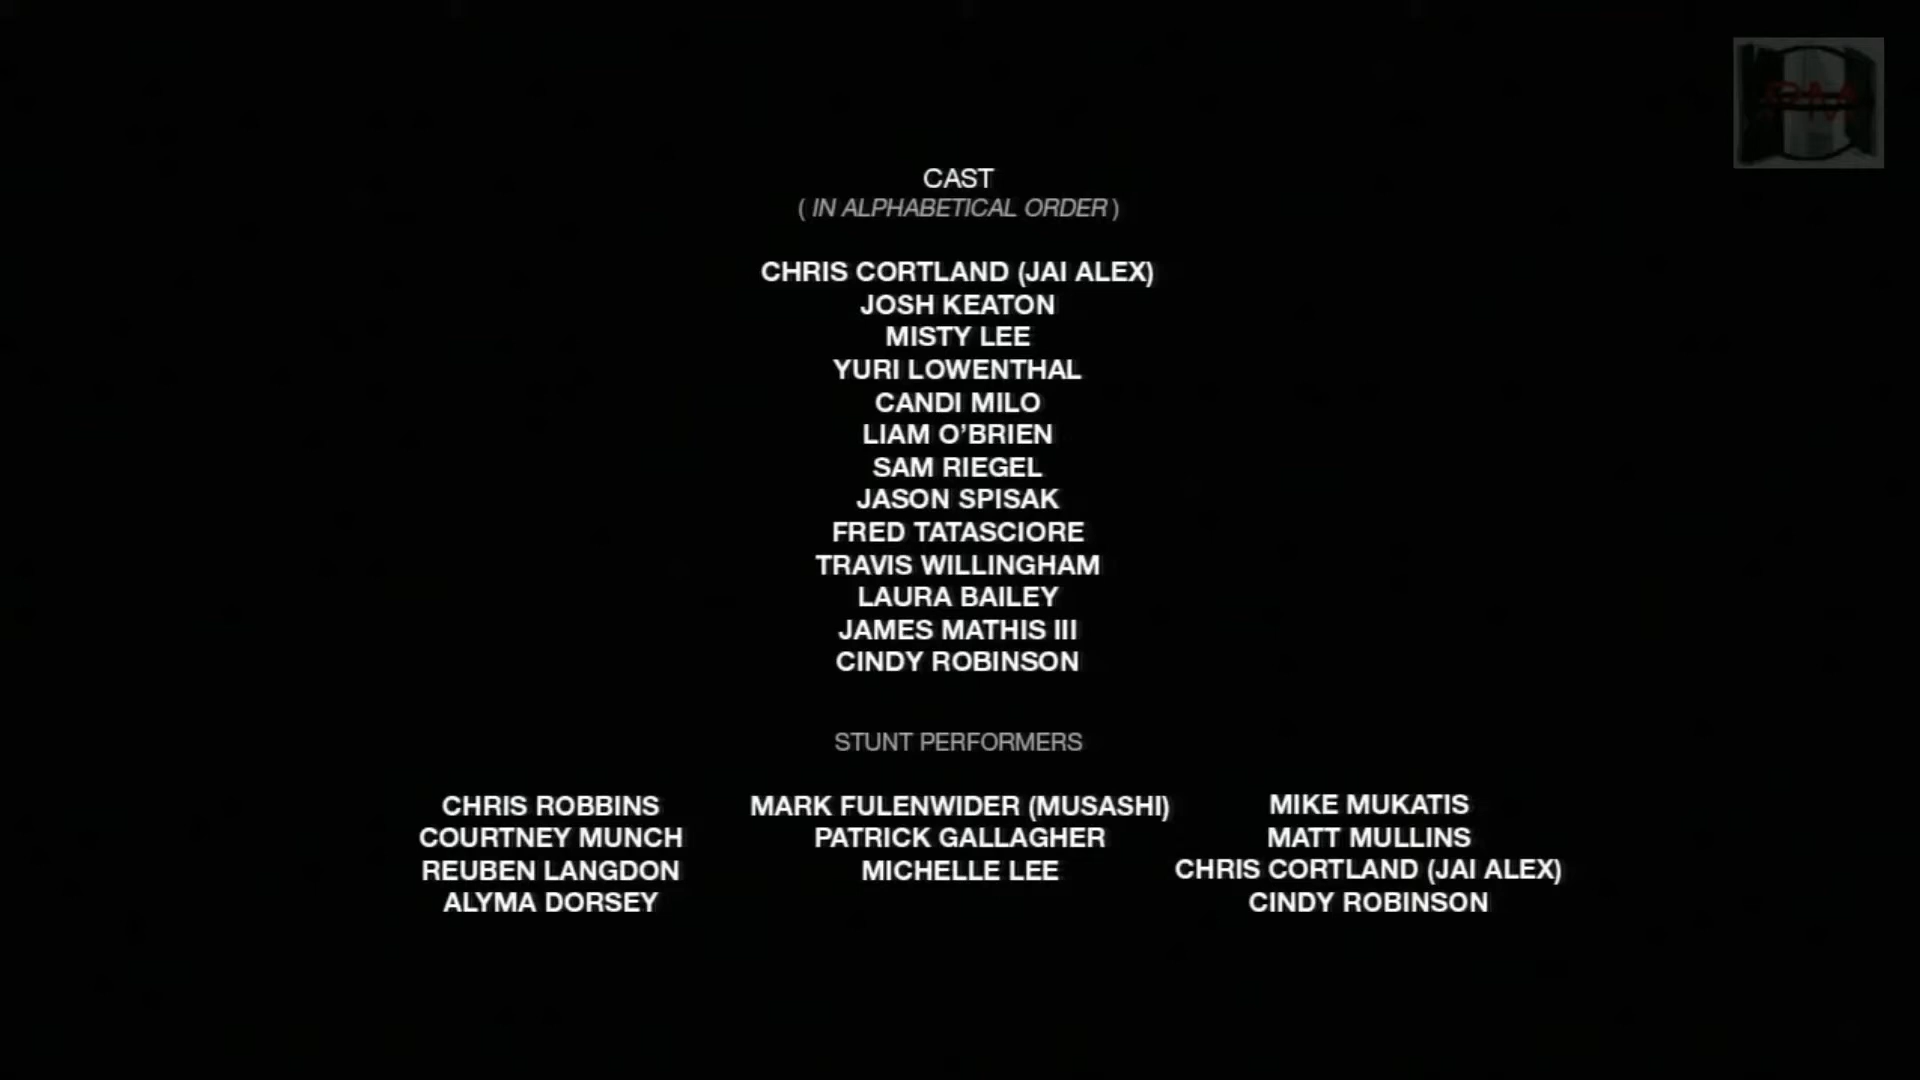 CAST
( IN ALPHABETICAL ORDER )
CHRIS CORTLAND (JAI ALEX)
JOSH KEATON
MISTY LEE
YURI LOWENTHAL
CANDI MILO
LIAM O’BRIEN
SAM RIEGEL
JASON SPISAK
FRED TATASCIORE
TRAVIS WILLINGHAM
LAURA BAILEY
JAMES MATHIS III
CINDY ROBINSON
STUNT PERFORMERS
CHRIS ROBBINS
COURTNEY MUNCH
REUBEN LANGDON
ALYMA DORSEY
MARK FULENWIDER (MUSASHI)
PATRICK GALLAGHER
MICHELLE LEE
MIKE MUKATIS
MATT MULLINS
CHRIS CORTLAND (JAI ALEX)
CINDY ROBINSON